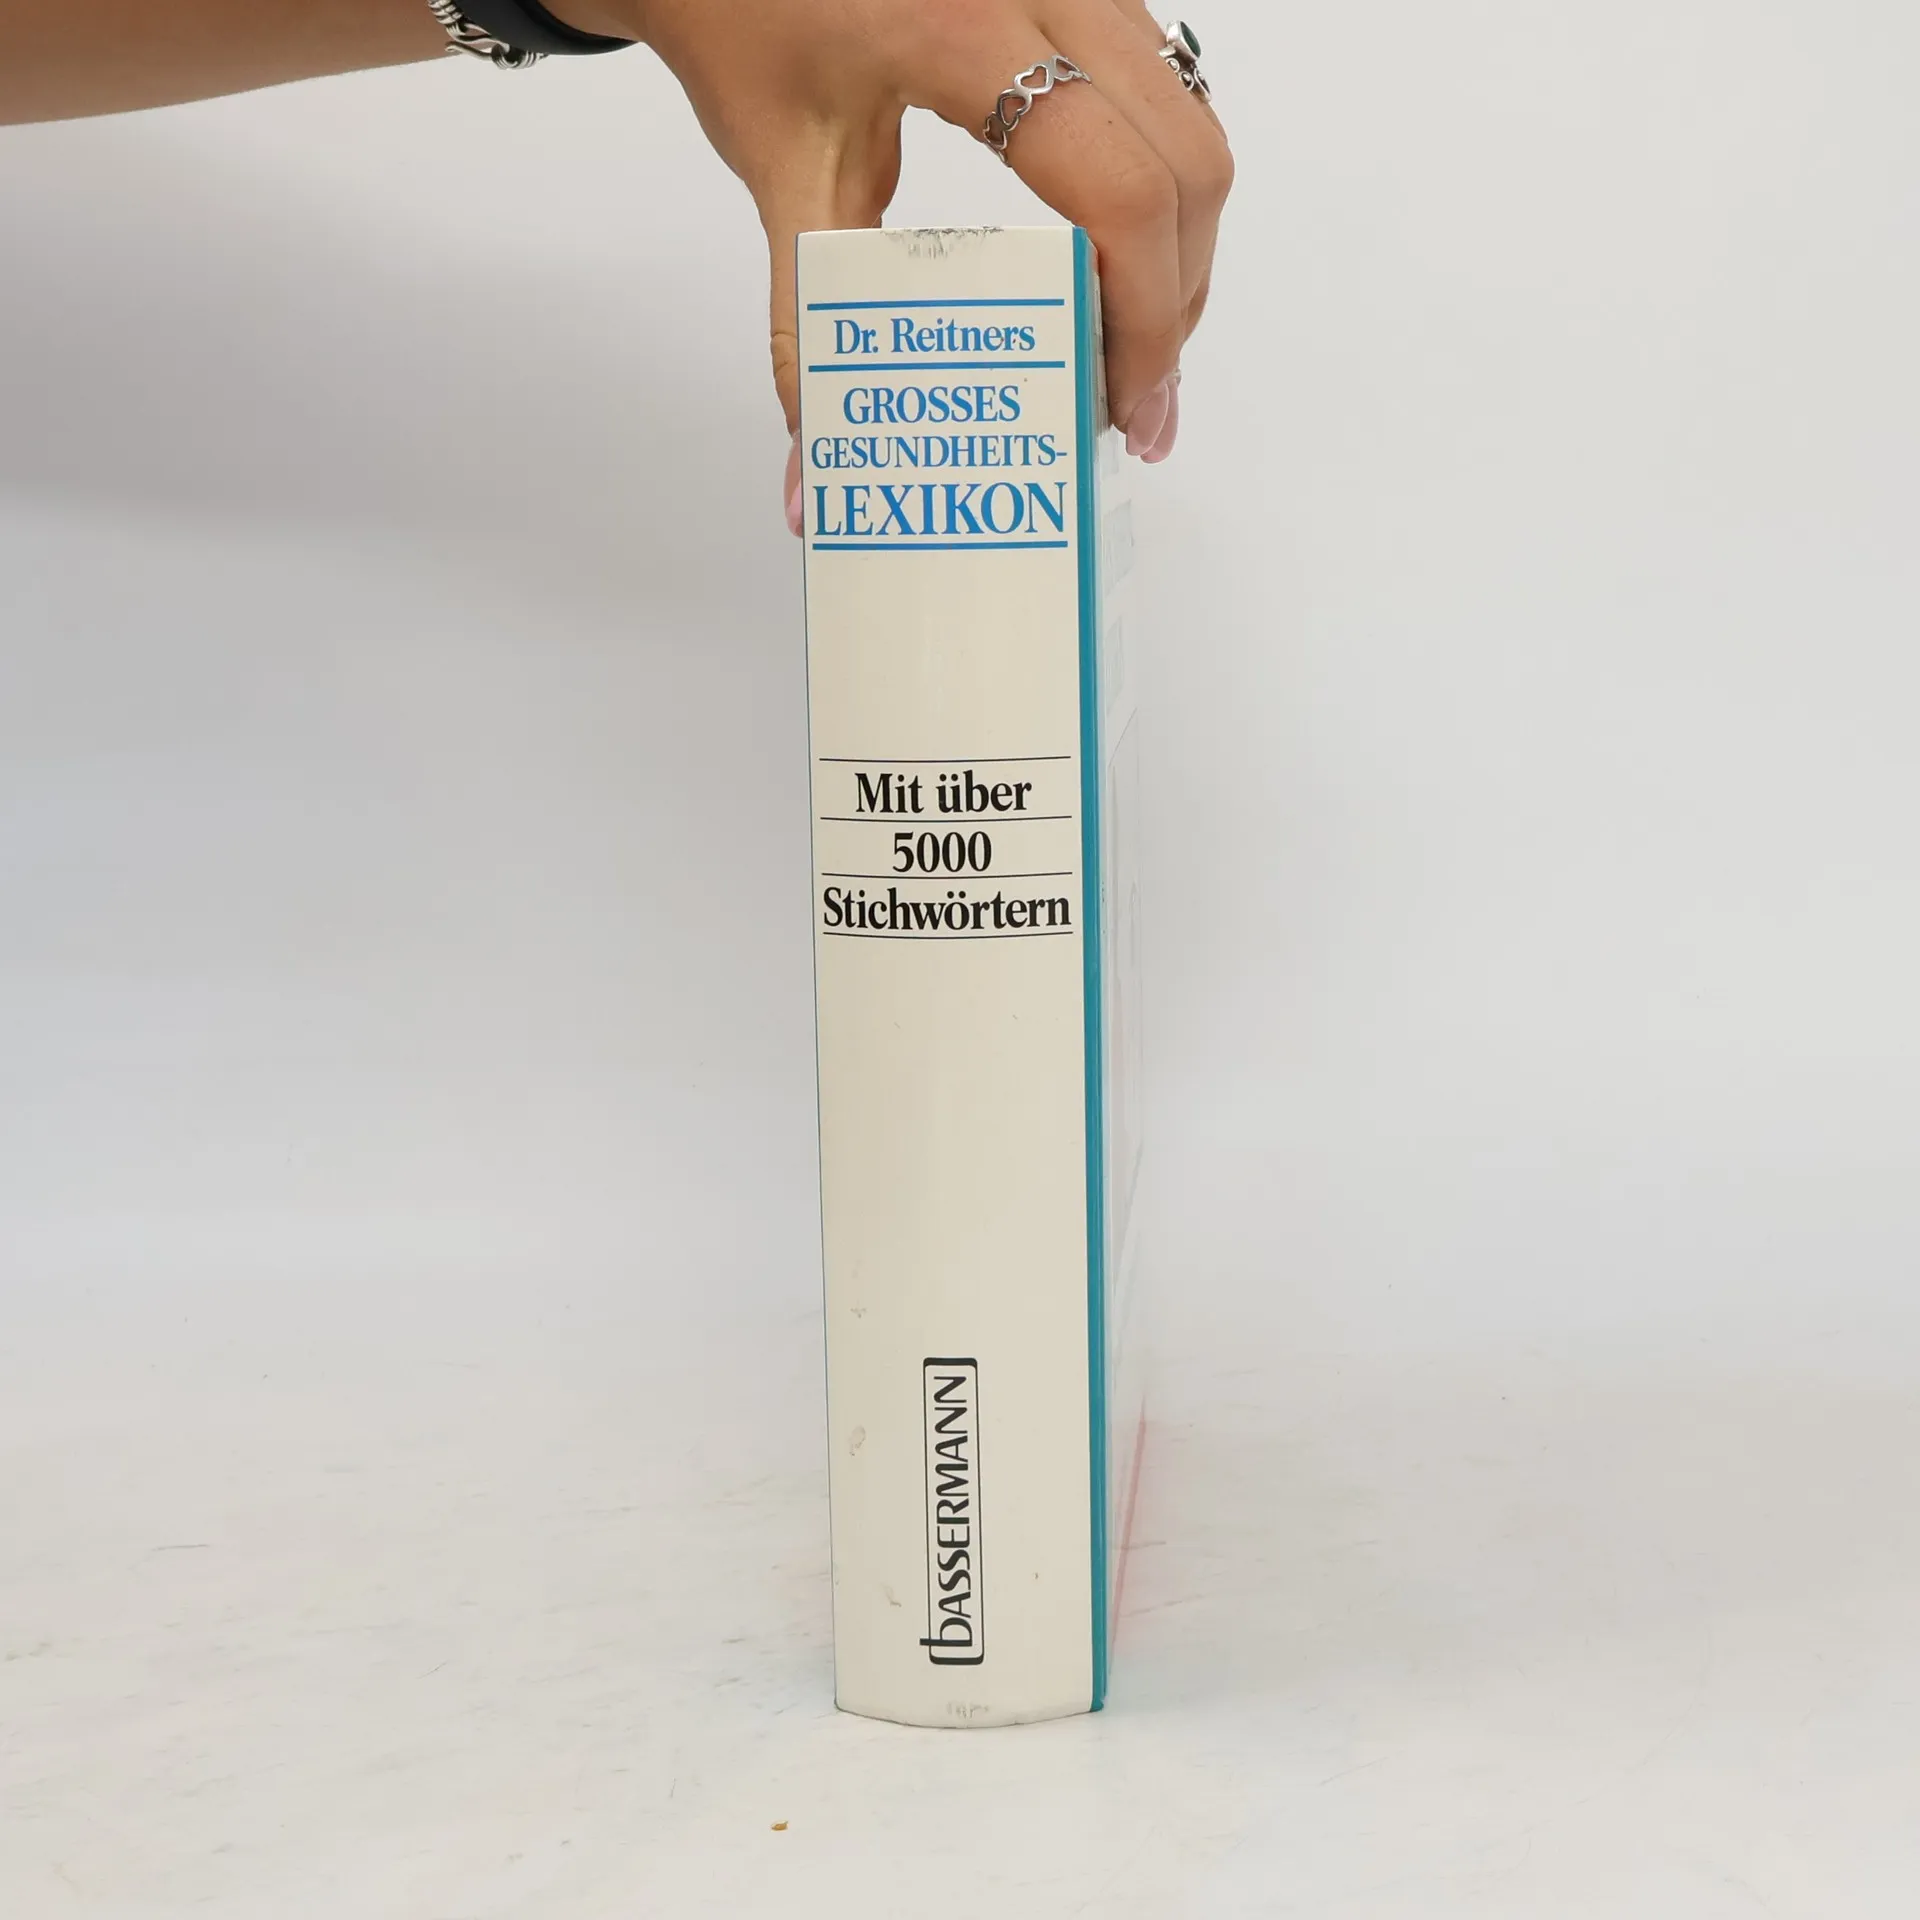 Dr. Reitners
GROSSES
GESUNDHEITS-
LEXIKON
Mit über
5000
Stichwörtern
bASSERMANN